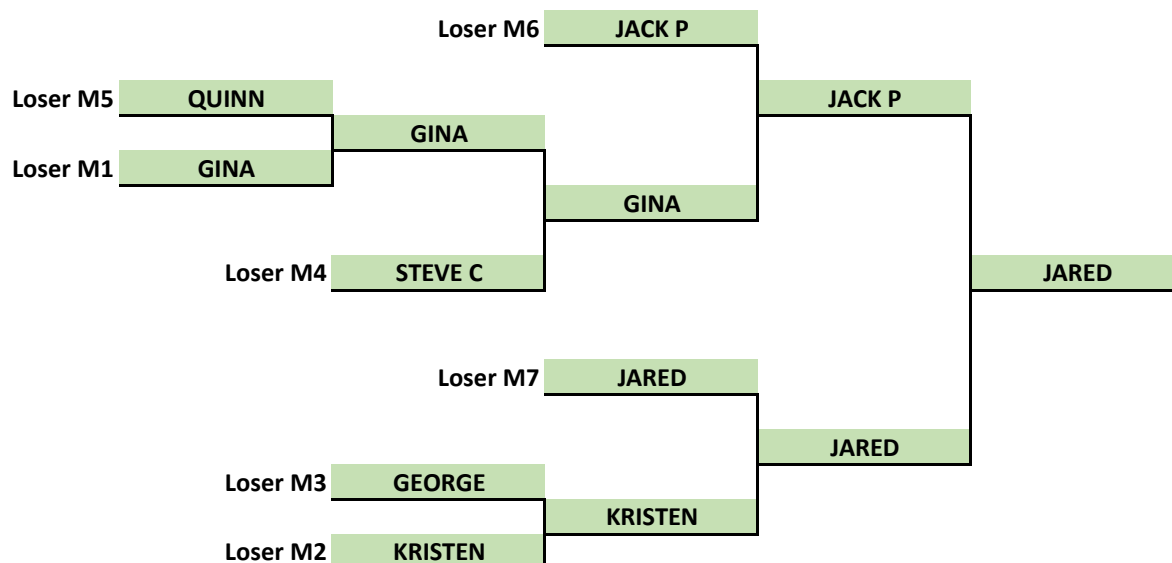 Loser M6 JACK P
Loser M5 QUINN JACK P
GINA
Loser M1 GINA
GINA
Loser M4 STEVE C JARED
Loser M7 JARED
JARED
Loser M3 GEORGE
KRISTEN
Loser M2 KRISTEN